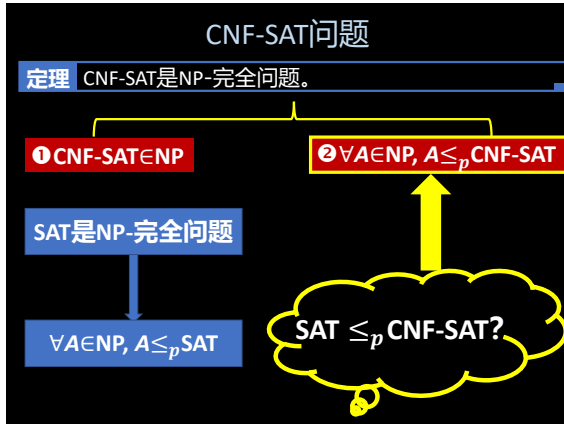 CNF-SAT问题
定理 CNF-SAT是NP-完全问题。
❶CNF-SAT∈NP
❷∀A∈NP, A≤ₚCNF-SAT
SAT是NP-完全问题
∀A∈NP, A≤ₚSAT
SAT ≤ₚ CNF-SAT?